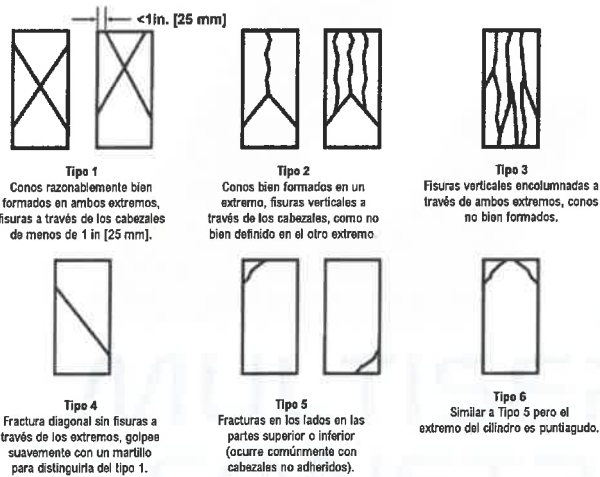 <1in. [25 mm]
Tipo 1
Conos razonablemente bien
formados en ambos extremos,
fisuras a través de los cabezales
de menos de 1 in [25 mm].
Tipo 2
Conos bien formados en un
extremo, fisuras verticales a
través de los cabezales, como no
bien definido en el otro extremo
Tipo 3
Fisuras verticales encolumnadas a
través de ambos extremos, conos
no bien formados.
Tipo 4
Fractura diagonal sin fisuras a
través de los extremos, golpee
suavemente con un martillo
para distinguirla del tipo 1.
Tipo 5
Fracturas en los lados en las
partes superior o inferior
(ocurre comúnmente con
cabezales no adheridos).
Tipo 6
Similar a Tipo 5 pero el
extremo del cilindro es puntiagudo.